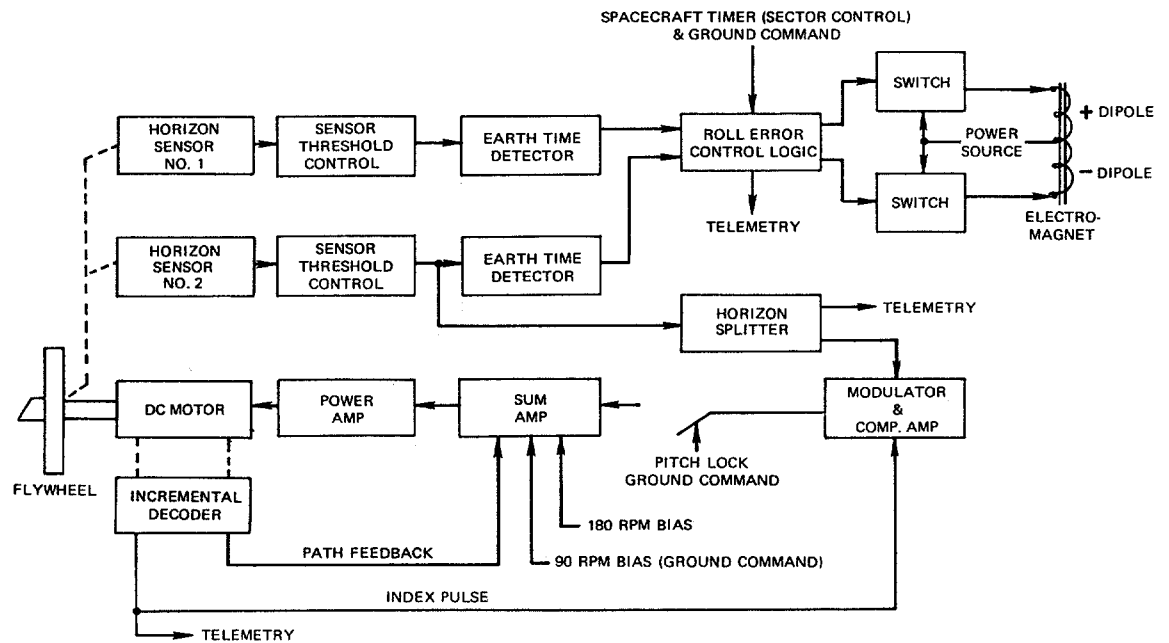 SPACECRAFT TIMER (SECTOR CONTROL)
& GROUND COMMAND
SWITCH
+ DIPOLE
HORIZON
SENSOR
NO. 1
SENSOR
THRESHOLD
CONTROL
EARTH TIME
DETECTOR
ROLL ERROR
CONTROL LOGIC
POWER
SOURCE
- DIPOLE
SWITCH
ELECTRO-
MAGNET
TELEMETRY
HORIZON
SENSOR
NO. 2
SENSOR
THRESHOLD
CONTROL
EARTH TIME
DETECTOR
HORIZON
SPLITTER
TELEMETRY
DC MOTOR
POWER
AMP
SUM
AMP
MODULATOR
&
COMP. AMP
PITCH LOCK
GROUND COMMAND
FLYWHEEL
INCREMENTAL
DECODER
180 RPM BIAS
PATH FEEDBACK
90 RPM BIAS (GROUND COMMAND)
INDEX PULSE
TELEMETRY